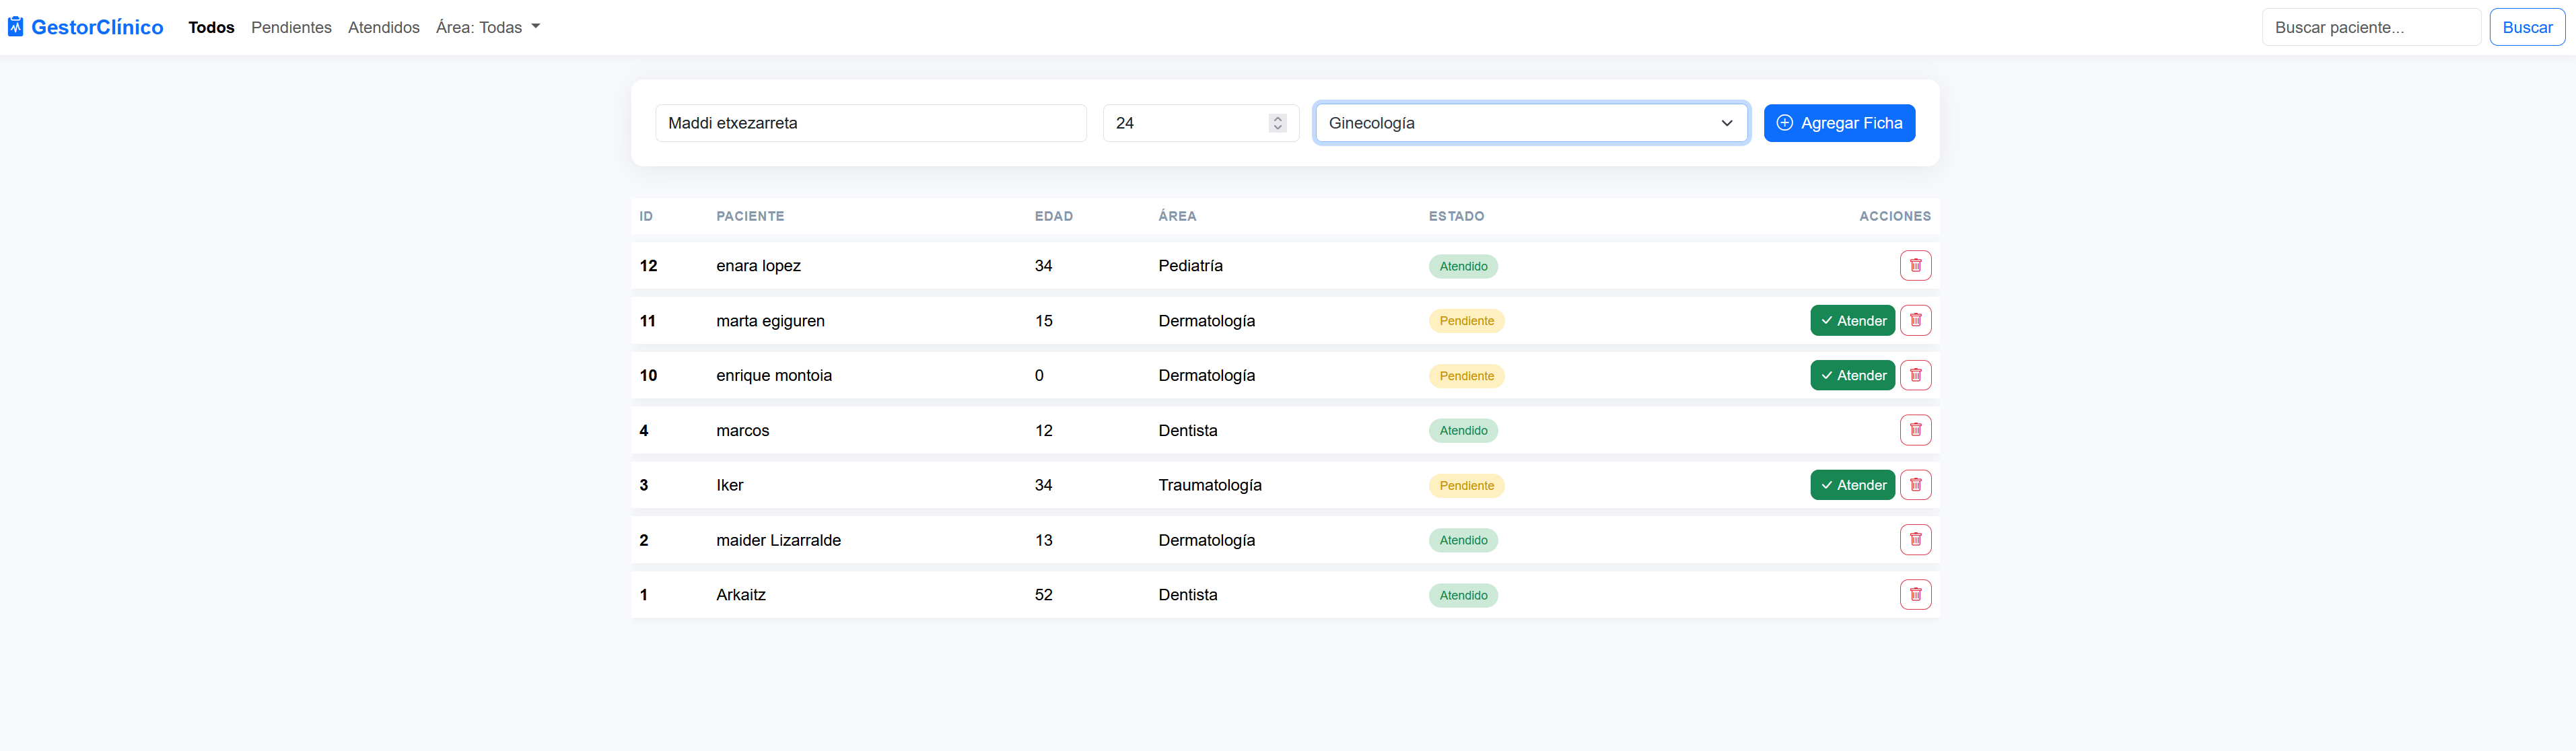 GestorClínico Todos Pendientes Atendidos Área: Todas Buscar paciente... Buscar
Maddi etxezarreta 24 Ginecología Agregar Ficha
ID PACIENTE EDAD ÁREA ESTADO ACCIONES
12 enara lopez 34 Pediatría Atendido
11 marta egiguren 15 Dermatología Pendiente Atender
10 enrique montoia 0 Dermatología Pendiente Atender
4 marcos 12 Dentista Atendido
3 Iker 34 Traumatología Pendiente Atender
2 maider Lizarralde 13 Dermatología Atendido
1 Arkaitz 52 Dentista Atendido